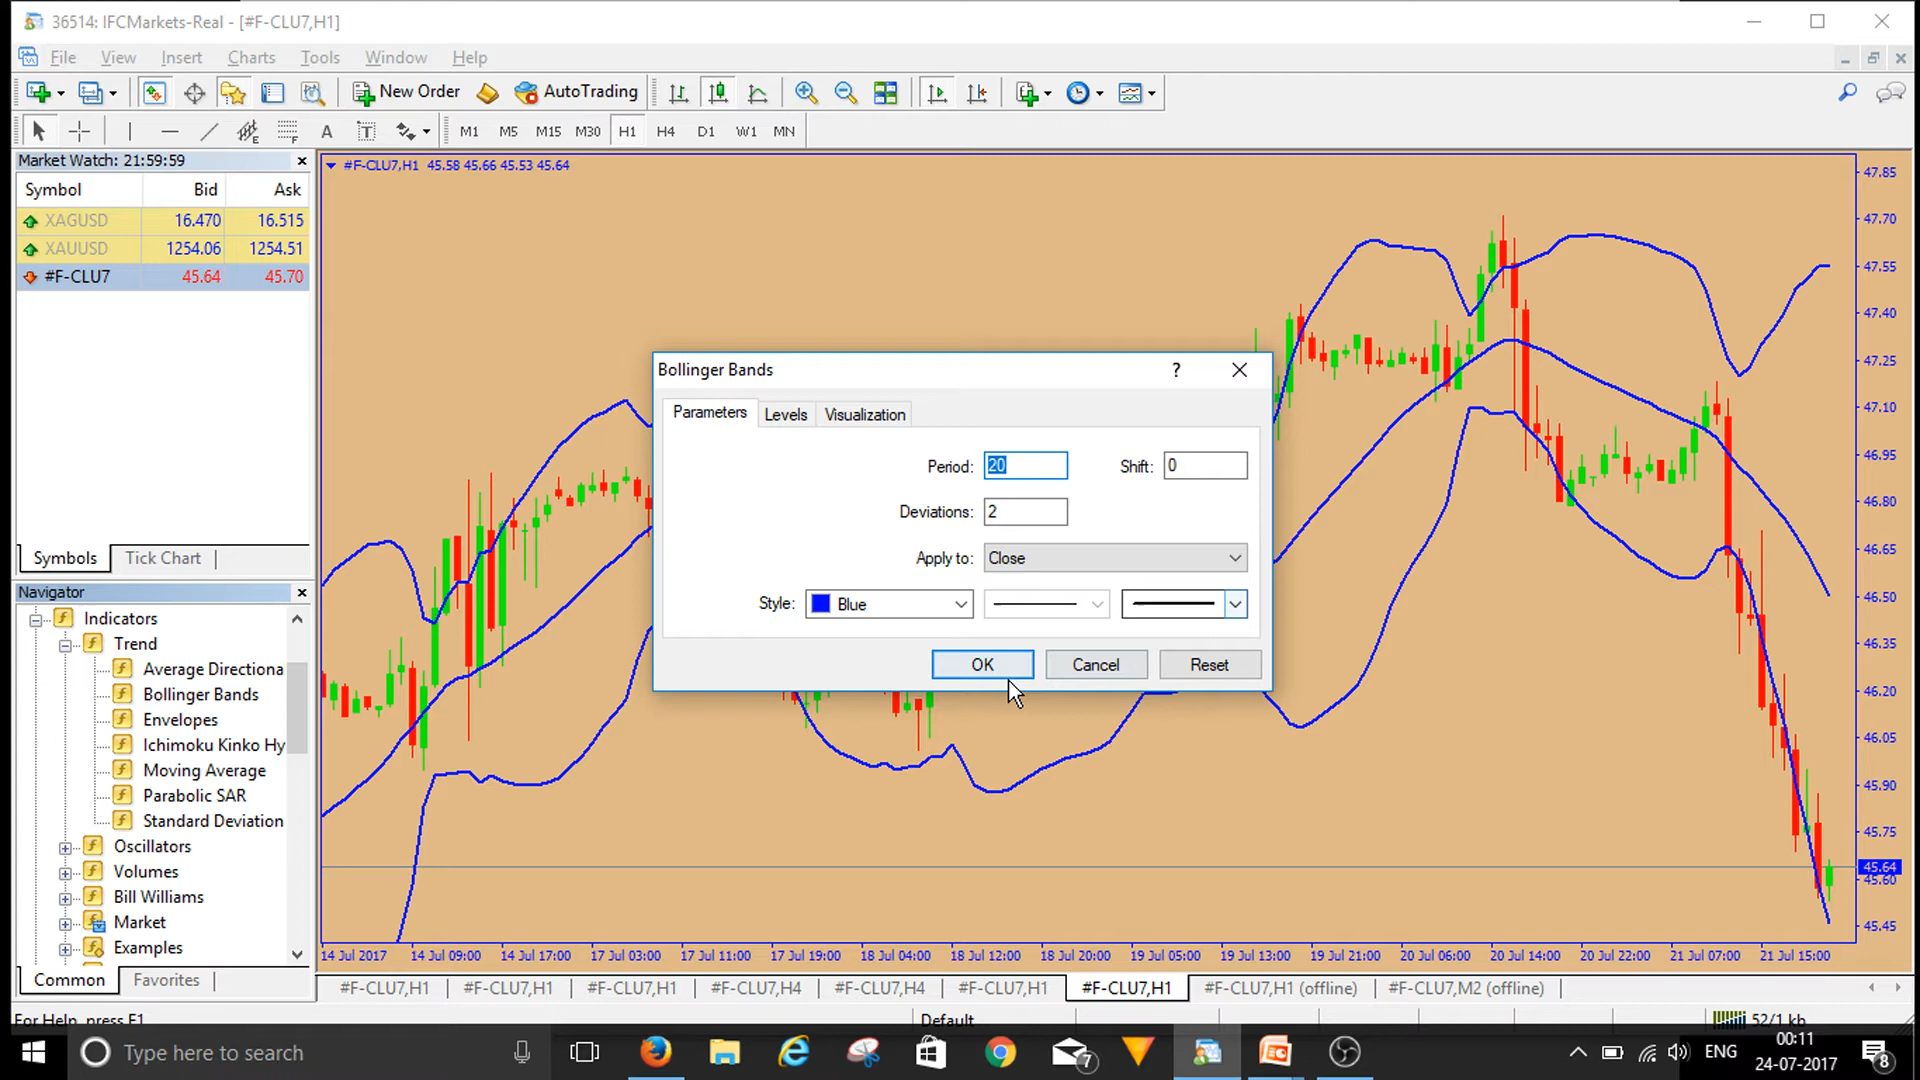 36514: IFCMarkets-Real - [#F-CLU7,H1]
File View Insert Charts Tools Window Help
New Order AutoTrading
A T M1 M5 M15 M30 H1 H4 D1 W1 MN
Market Watch: 21:59:59
Symbol Bid Ask
XAGUSD 16.470 16.515
XAUUSD 1254.06 1254.51
#F-CLU7 45.64 45.70
Symbols Tick Chart
Navigator
Indicators
Trend
Average Directiona
Bollinger Bands
Envelopes
Ichimoku Kinko Hy
Moving Average
Parabolic SAR
Standard Deviation
Oscillators
Volumes
Bill Williams
Market
Examples
Common Favorites
#F-CLU7,H1 45.58 45.66 45.53 45.64
47.85
47.70
47.55
47.40
47.25
47.10
46.95
46.80
46.65
46.50
46.35
46.20
46.05
45.90
45.75
45.64
45.60
45.45
Bollinger Bands ?
Parameters Levels Visualization
Period: 20 Shift: 0
Deviations: 2
Apply to: Close
Style: Blue
OK Cancel Reset
14 Jul 2017 14 Jul 09:00 14 Jul 17:00 17 Jul 03:00 17 Jul 11:00 17 Jul 19:00 18 Jul 04:00 18 Jul 12:00 18 Jul 20:00 19 Jul 05:00 19 Jul 13:00 19 Jul 21:00 20 Jul 06:00 20 Jul 14:00 20 Jul 22:00 21 Jul 07:00 21 Jul 15:00
#F-CLU7,H1 #F-CLU7,H1 #F-CLU7,H1 #F-CLU7,H4 #F-CLU7,H4 #F-CLU7,H1 #F-CLU7,H1 #F-CLU7,H1 (offline) #F-CLU7,M2 (offline)
For Help, press F1 Default 52/1 kb
Type here to search 7 ENG 00:11 8
24-07-2017